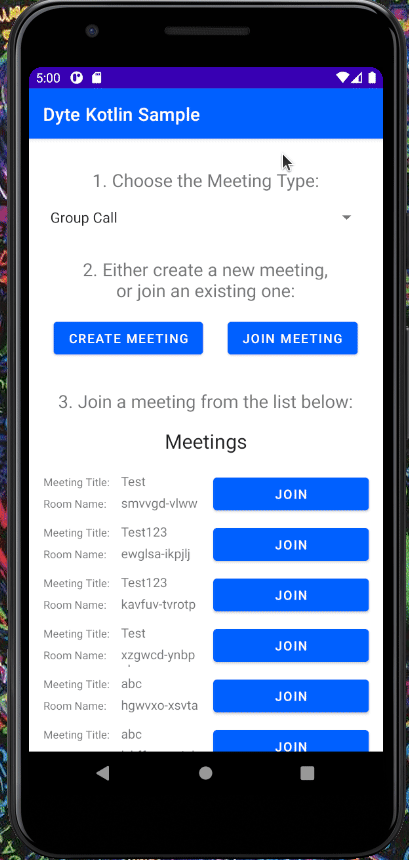 5:00
Dyte Kotlin Sample
1. Choose the Meeting Type:
Group Call
2. Either create a new meeting,
or join an existing one:
CREATE MEETING JOIN MEETING
3. Join a meeting from the list below:
Meetings
Meeting Title: Test
Room Name: smvvgd-vlww
JOIN
Meeting Title: Test123
Room Name: ewglsa-ikpjlj
JOIN
Meeting Title: Test123
Room Name: kavfuv-tvrotp
JOIN
Meeting Title: Test
Room Name: xzgwcd-ynbp
JOIN
Meeting Title: abc
Room Name: hgwvxo-xsvta
JOIN
Meeting Title: abc
JOIN